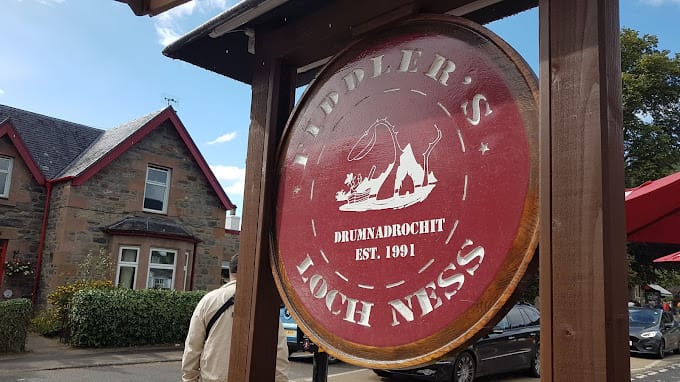 FIDDLER'S
DRUMNADROCHIT
EST. 1991
LOCH NESS